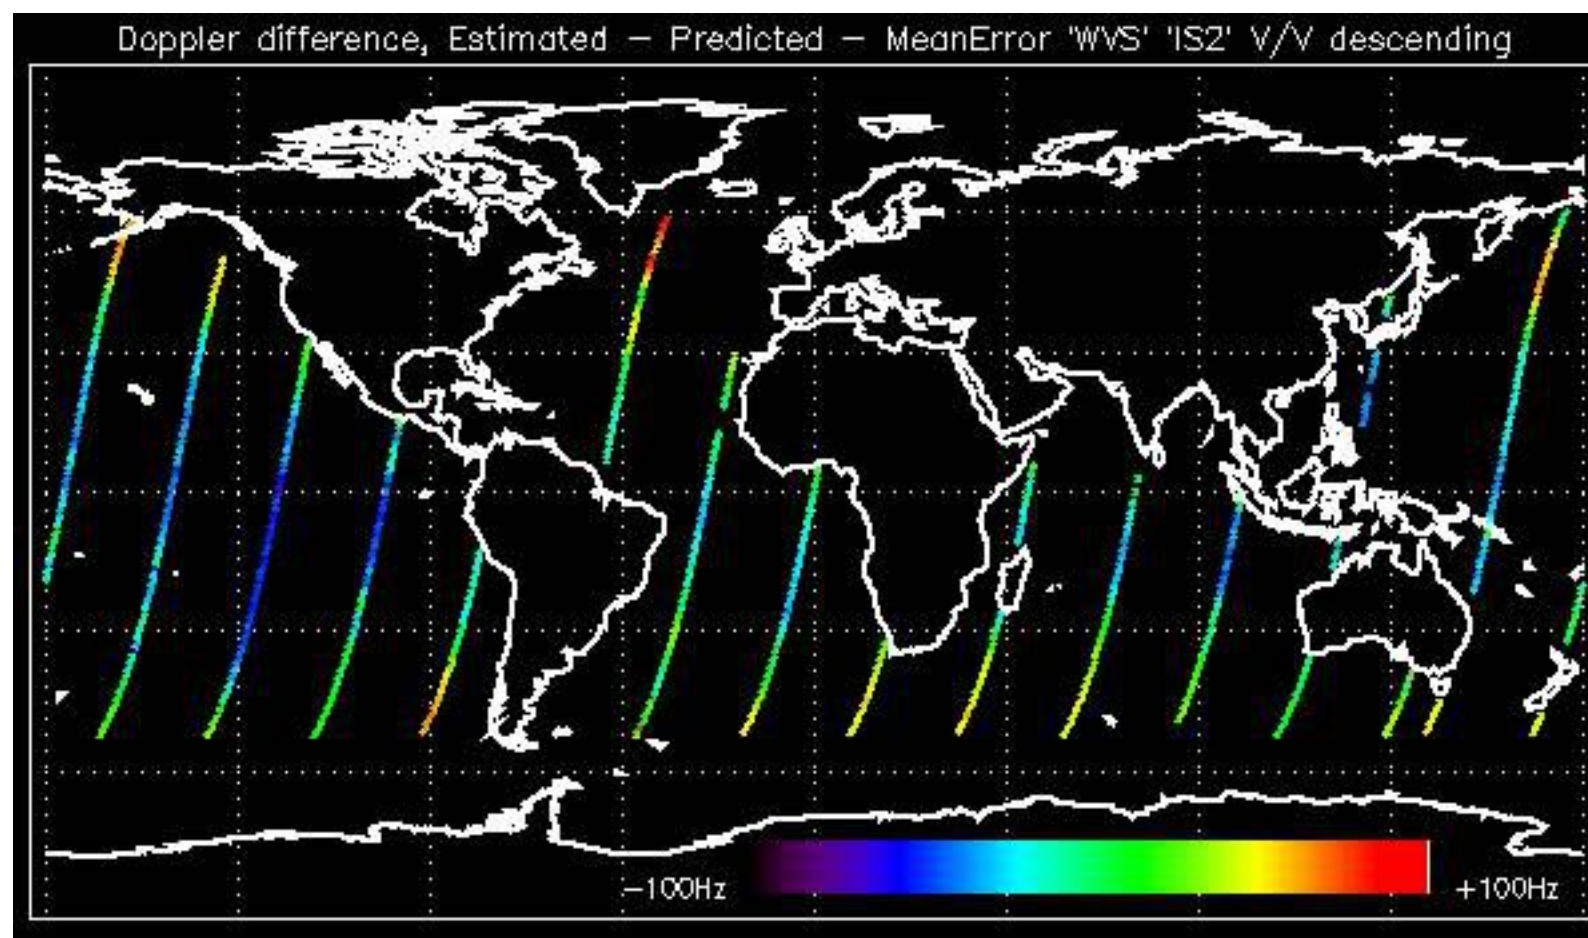 Doppler difference, Estimated – Predicted – MeanError 'WVS' 'IS2' V/V descending
–100Hz +100Hz